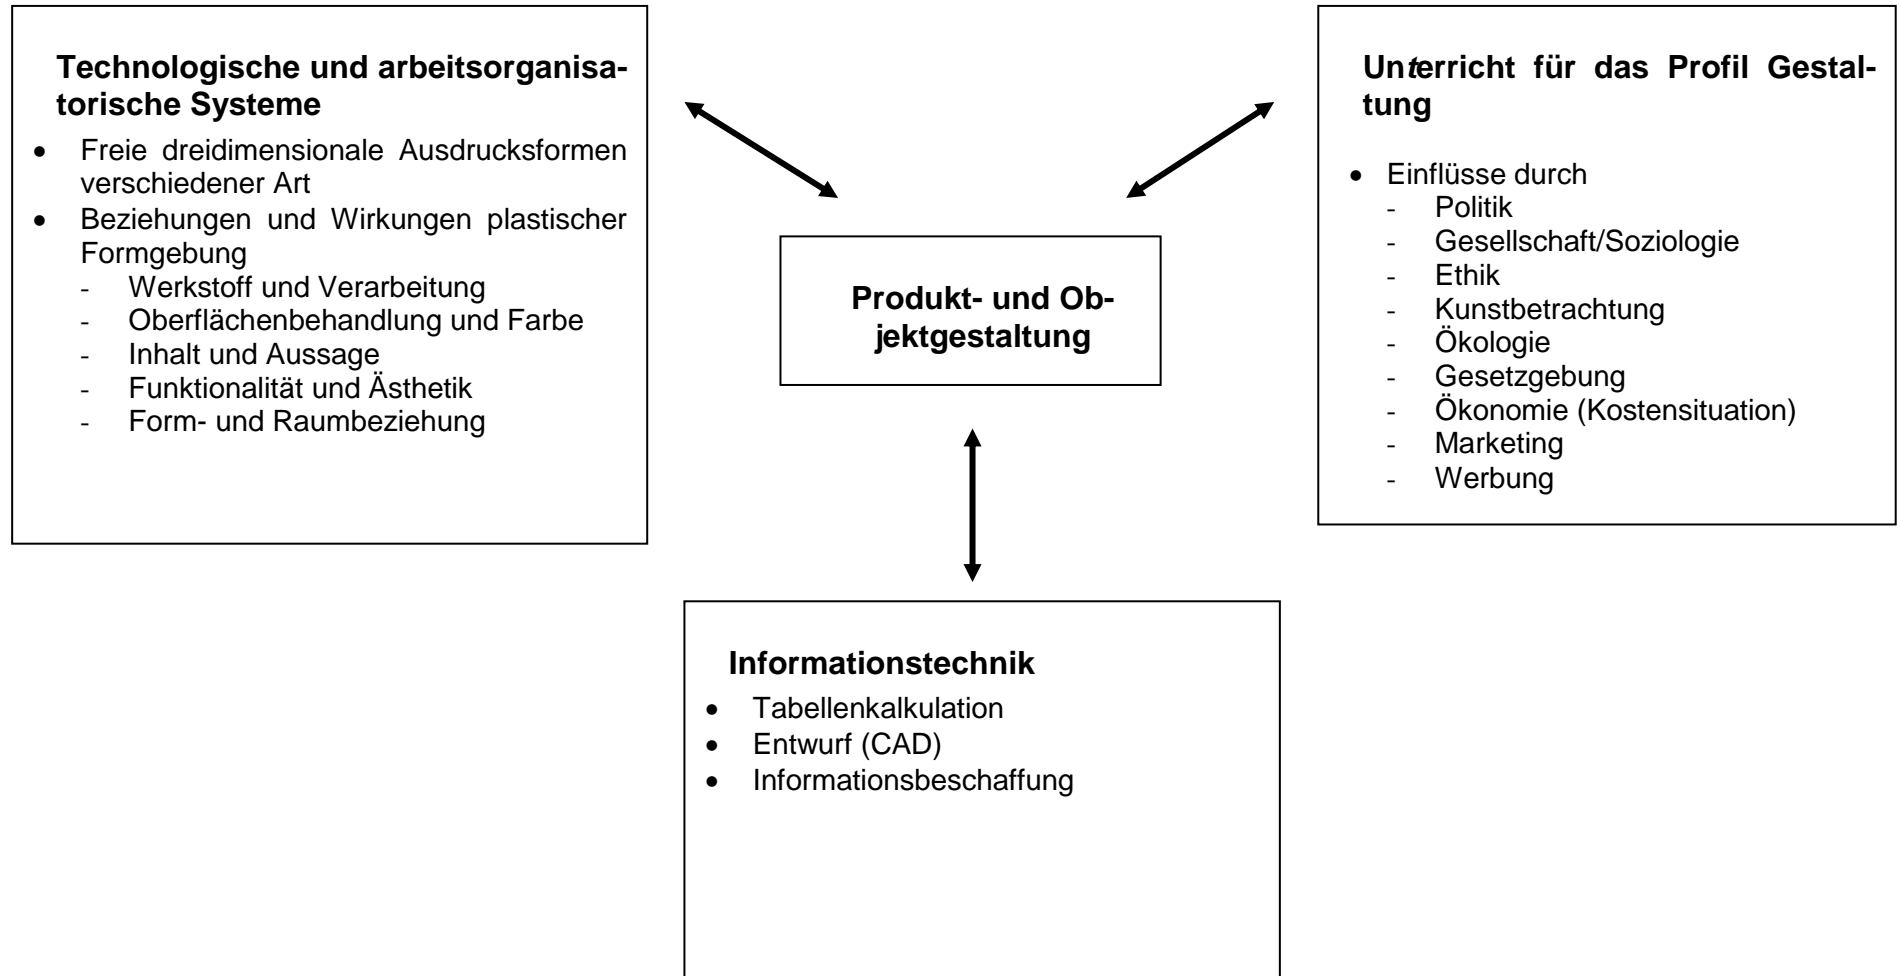 Technologische und arbeitsorganisa-
torische Systeme
• Freie dreidimensionale Ausdrucksformen
verschiedener Art
• Beziehungen und Wirkungen plastischer
Formgebung
- Werkstoff und Verarbeitung
- Oberflächenbehandlung und Farbe
- Inhalt und Aussage
- Funktionalität und Ästhetik
- Form- und Raumbeziehung
Produkt- und Ob-
jektgestaltung
Unterricht für das Profil Gestal-
tung
• Einflüsse durch
- Politik
- Gesellschaft/Soziologie
- Ethik
- Kunstbetrachtung
- Ökologie
- Gesetzgebung
- Ökonomie (Kostensituation)
- Marketing
- Werbung
Informationstechnik
• Tabellenkalkulation
• Entwurf (CAD)
• Informationsbeschaffung